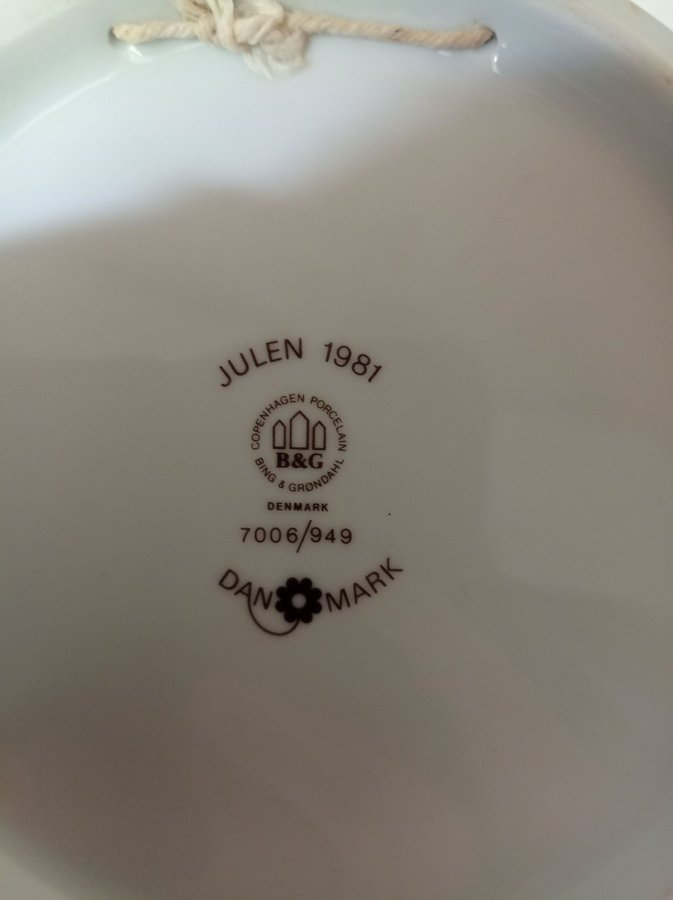 JULEN 1981
COPENHAGEN PORCELAIN
B&G
BING & GRØNDAHL
DENMARK
7006/949
DANMARK